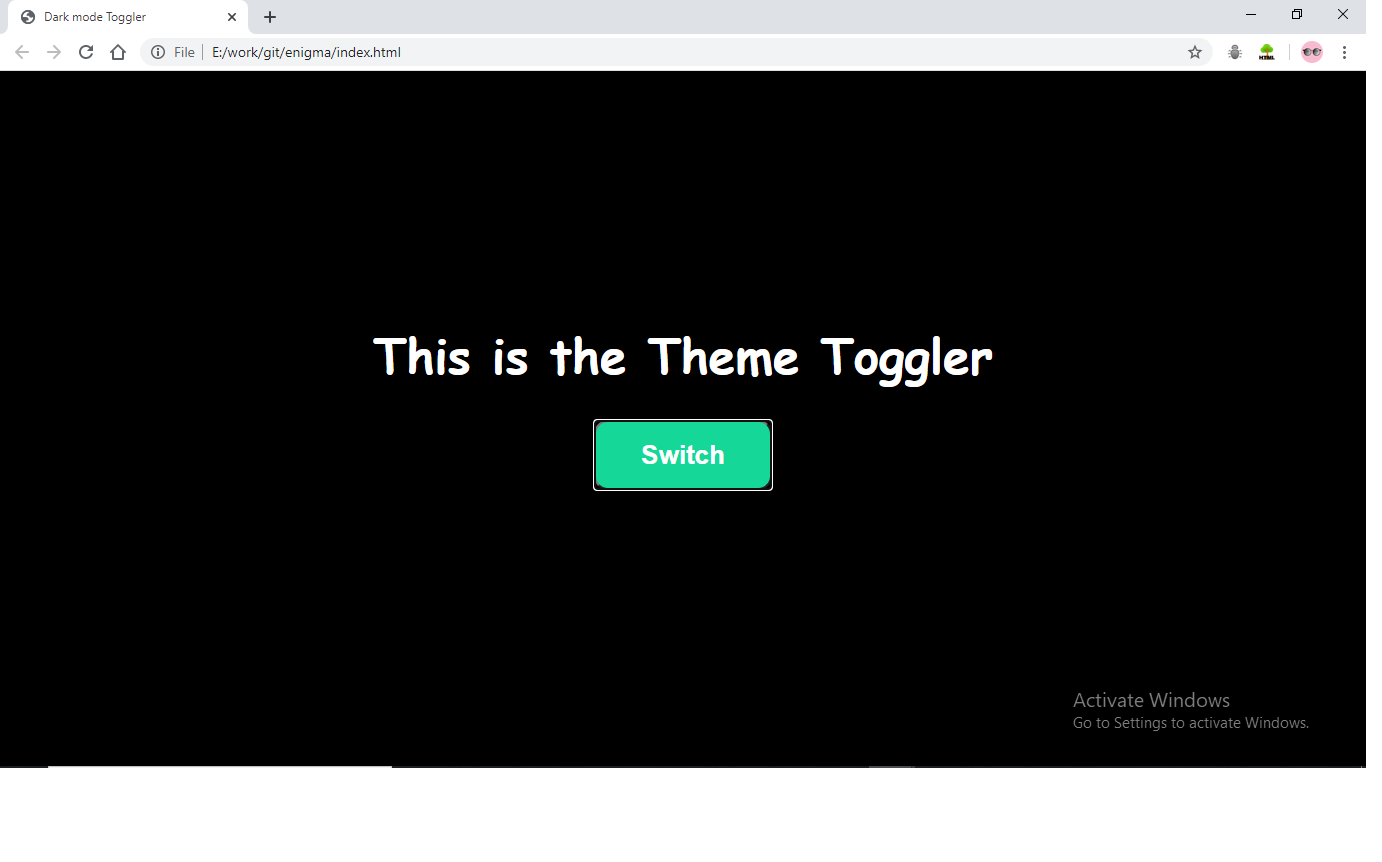 Dark mode Toggler
File E:/work/git/enigma/index.html
HTML
This is the Theme Toggler
Switch
Activate Windows
Go to Settings to activate Windows.